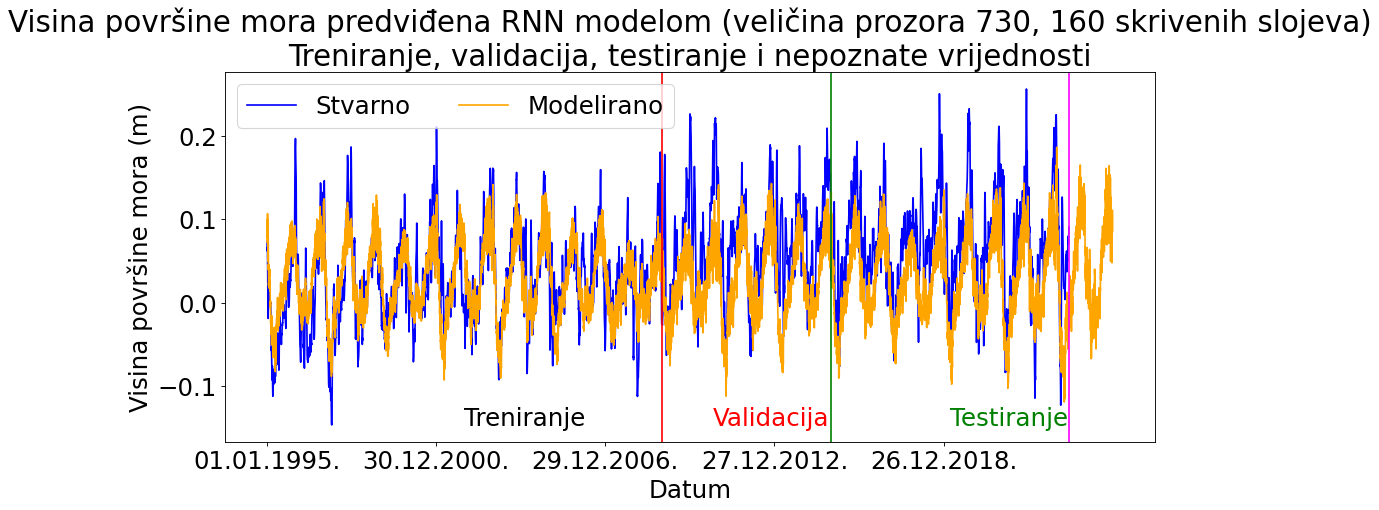 Visina površine mora predviđena RNN modelom (veličina prozora 730, 160 skrivenih slojeva)
Treniranje, validacija, testiranje i nepoznate vrijednosti
Stvarno Modelirano
Visina površine mora (m)
0.2
0.1
0.0
−0.1
Treniranje Validacija Testiranje
01.01.1995. 30.12.2000. 29.12.2006. 27.12.2012. 26.12.2018.
Datum